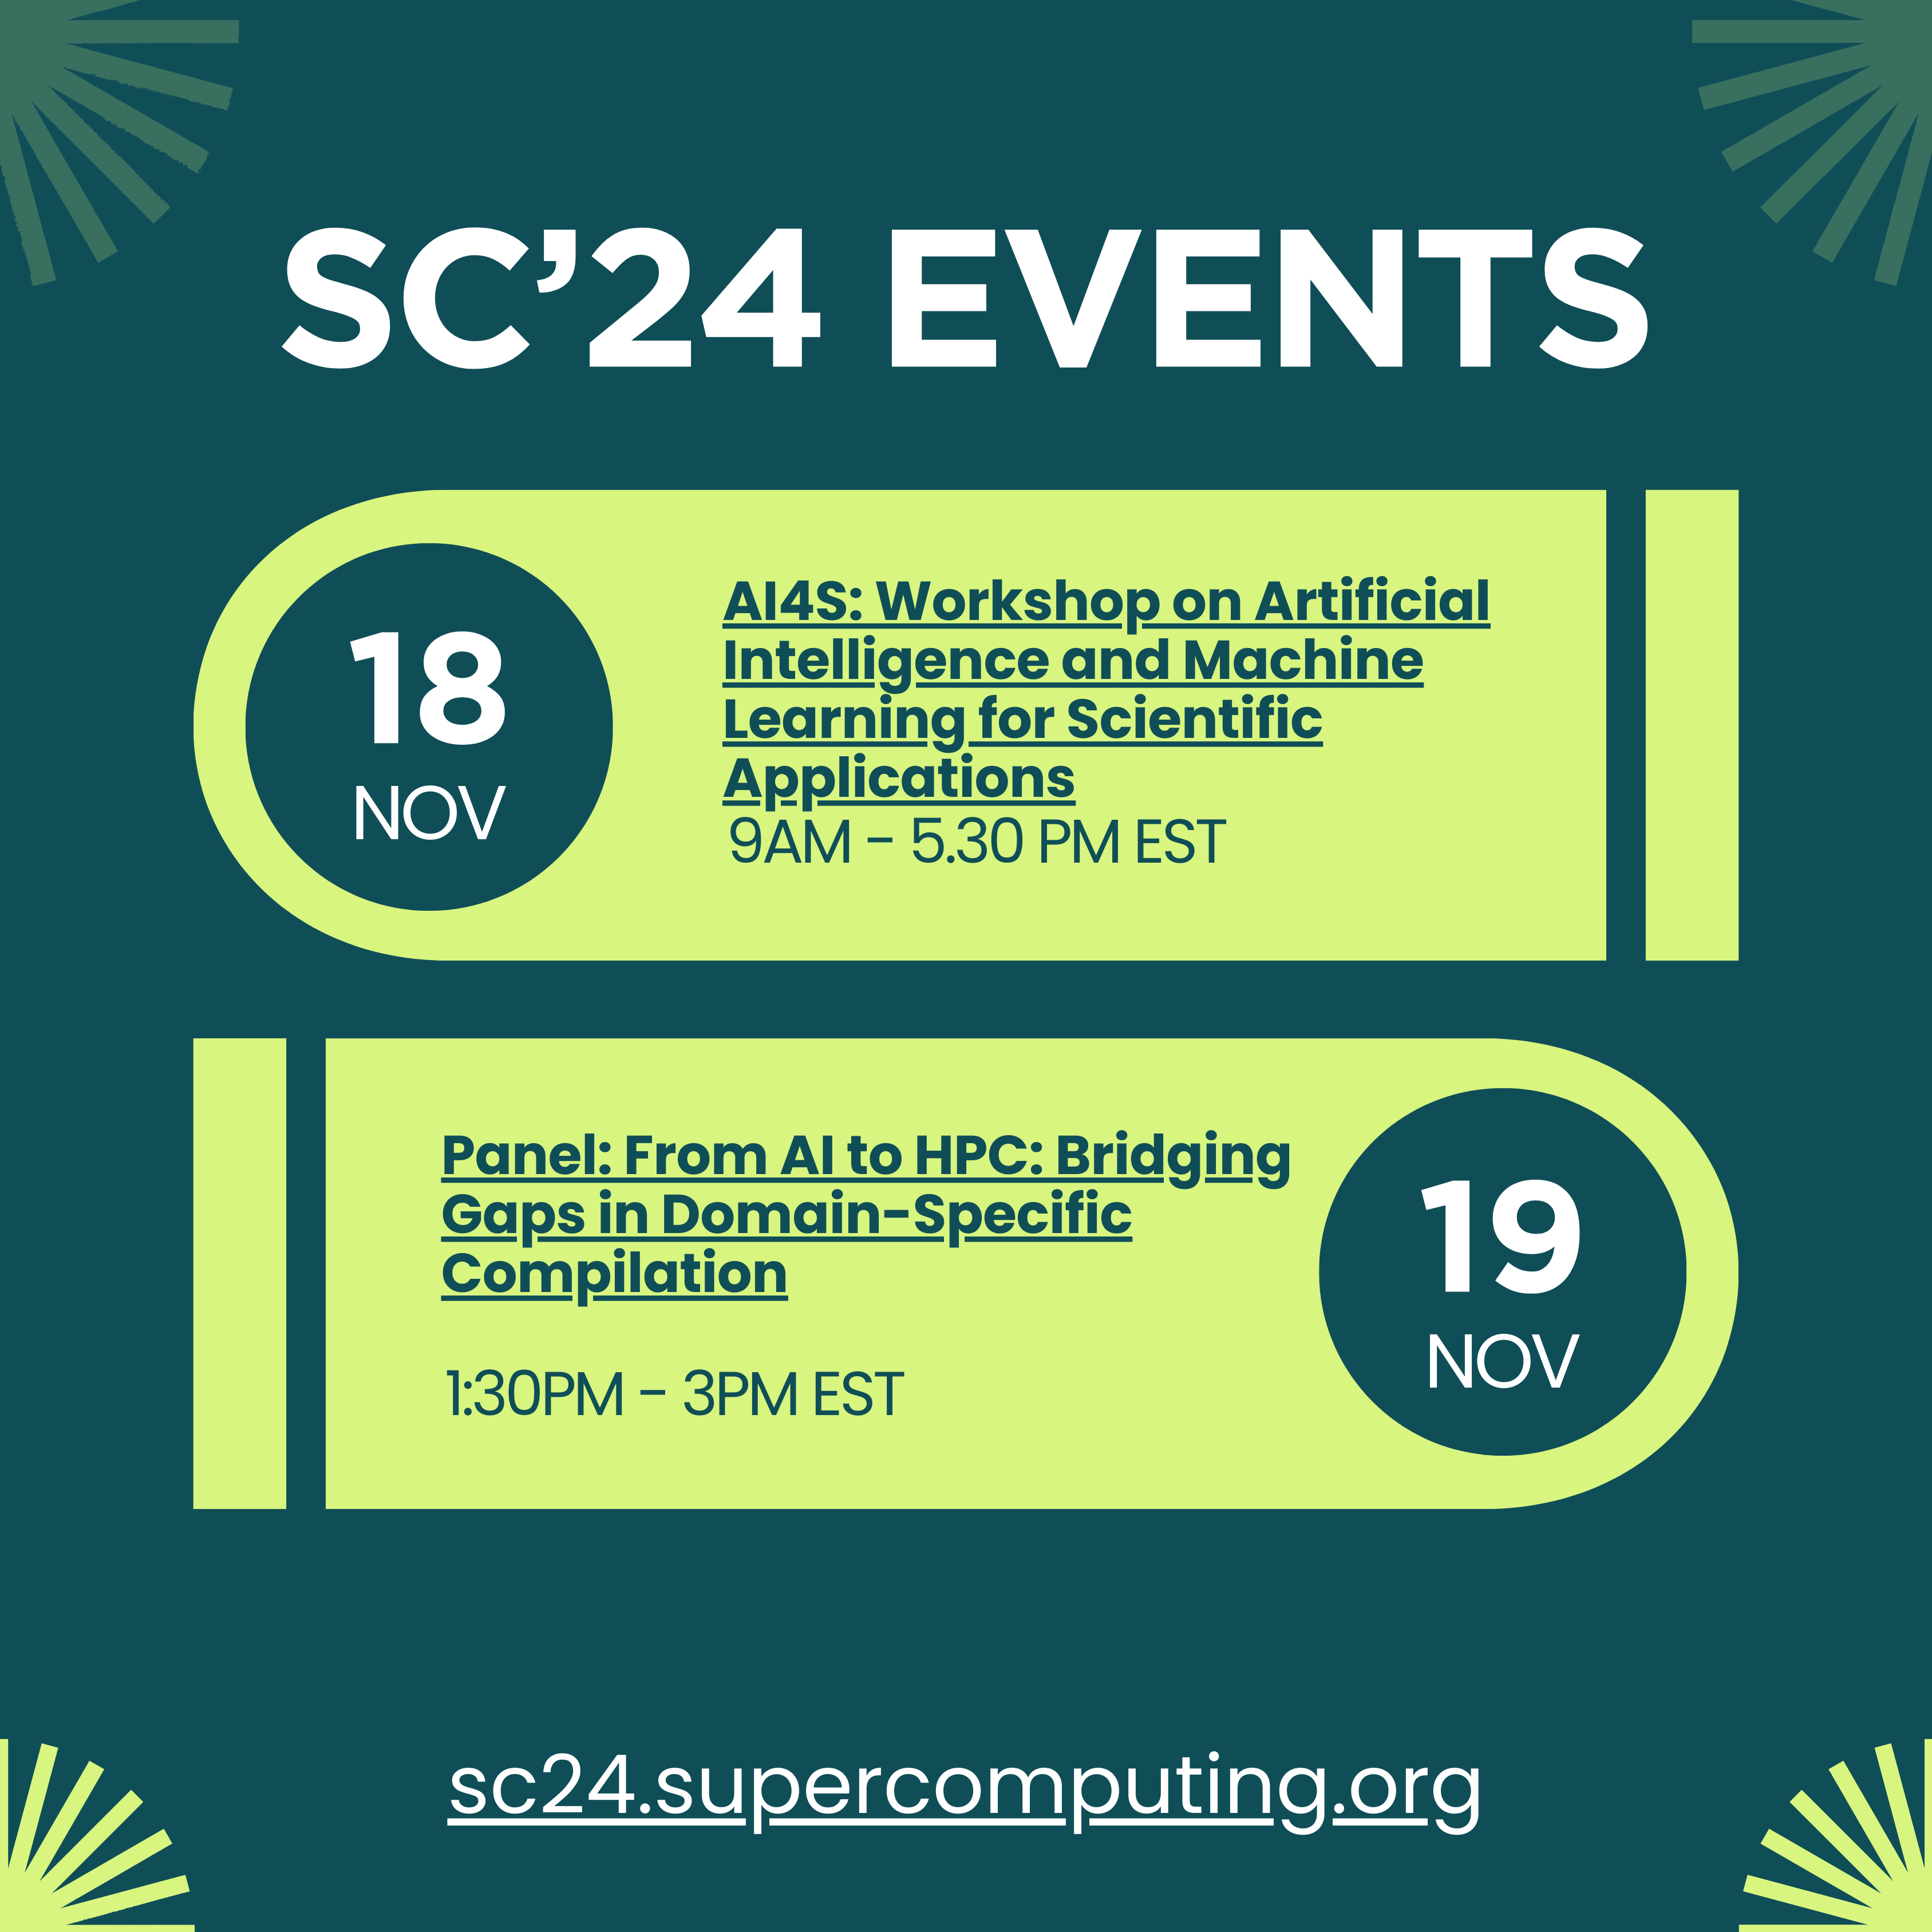 SC’24 EVENTS
18
NOV
AI4S: Workshop on Artificial
Intelligence and Machine
Learning for Scientific
Applications
9AM – 5.30 PM EST
Panel: From AI to HPC: Bridging
Gaps in Domain-Specific
Compilation
1:30PM – 3PM EST
19
NOV
sc24.supercomputing.org